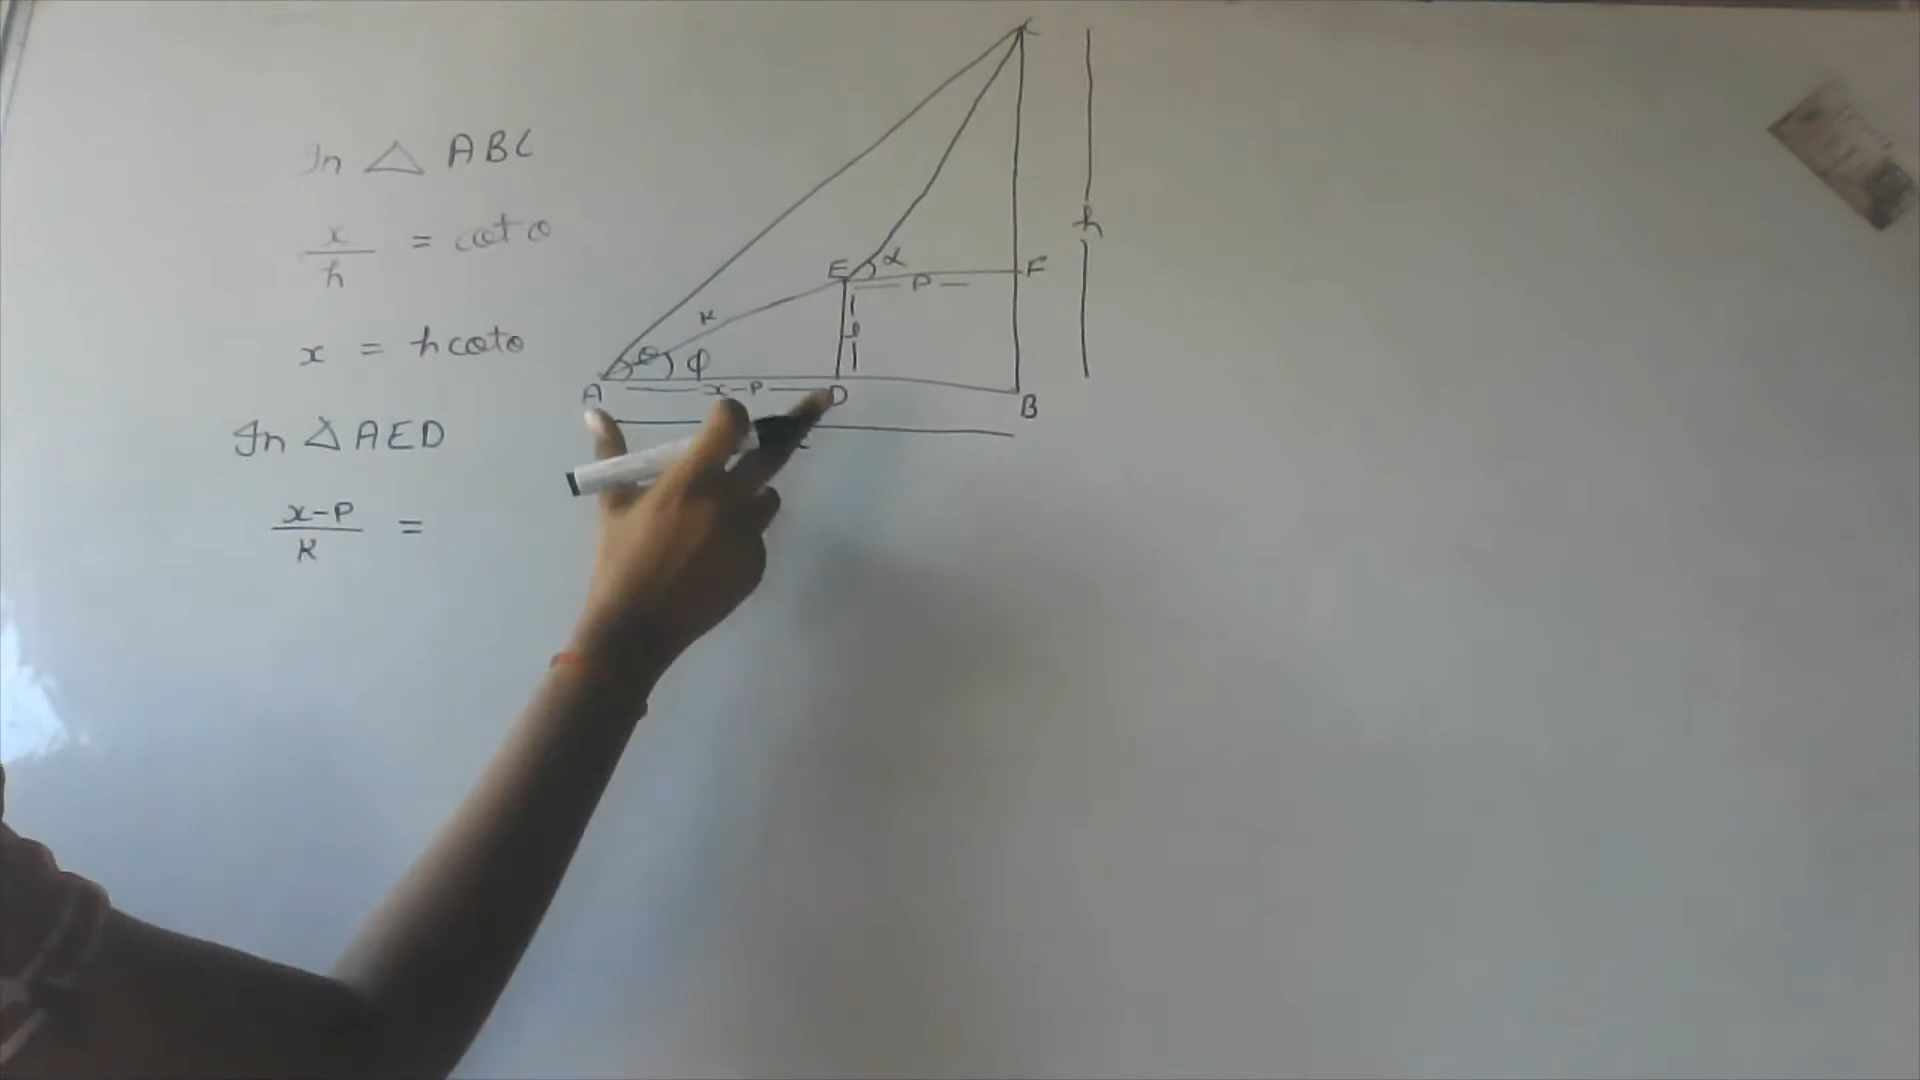 In △ ABC
x/h = cot θ
x = h cot θ
In △ AED
x-P/K =
C
h
E α F
P
K
l
θ φ
A x-P D B
x